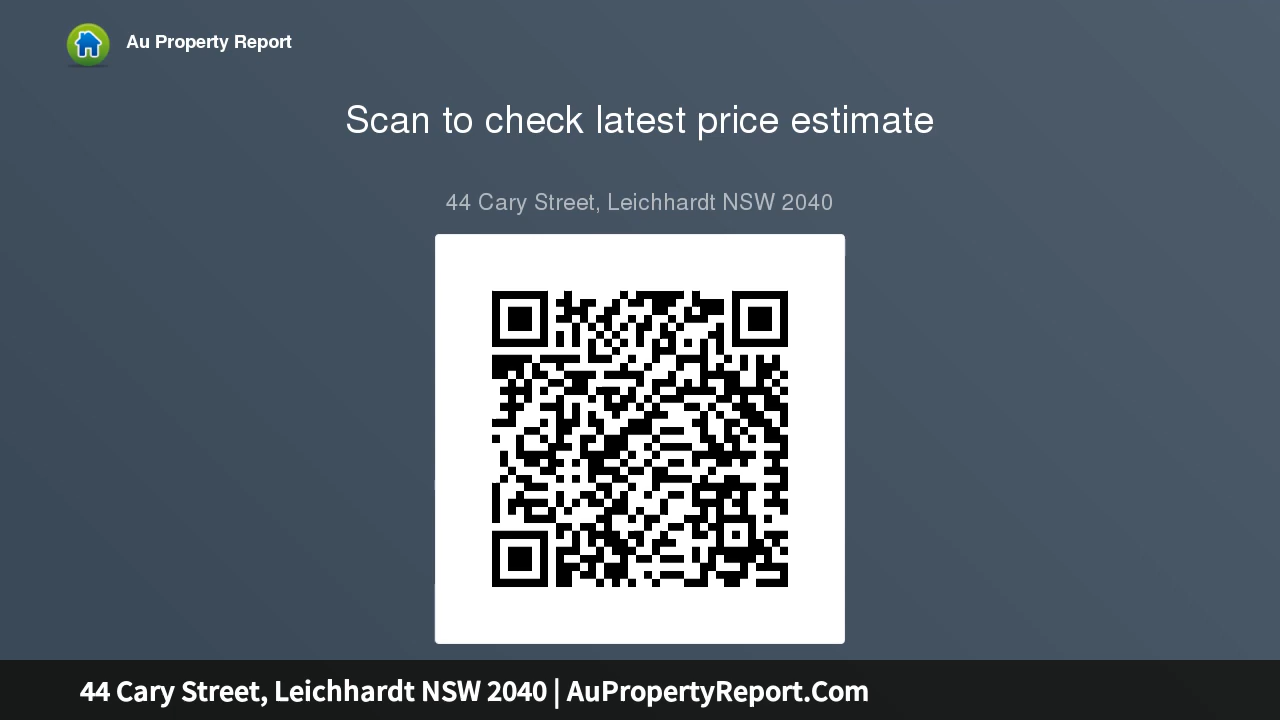 Au Property Report
Scan to check latest price estimate
44 Cary Street, Leichhardt NSW 2040
44 Cary Street, Leichhardt NSW 2040 | AuPropertyReport.Com